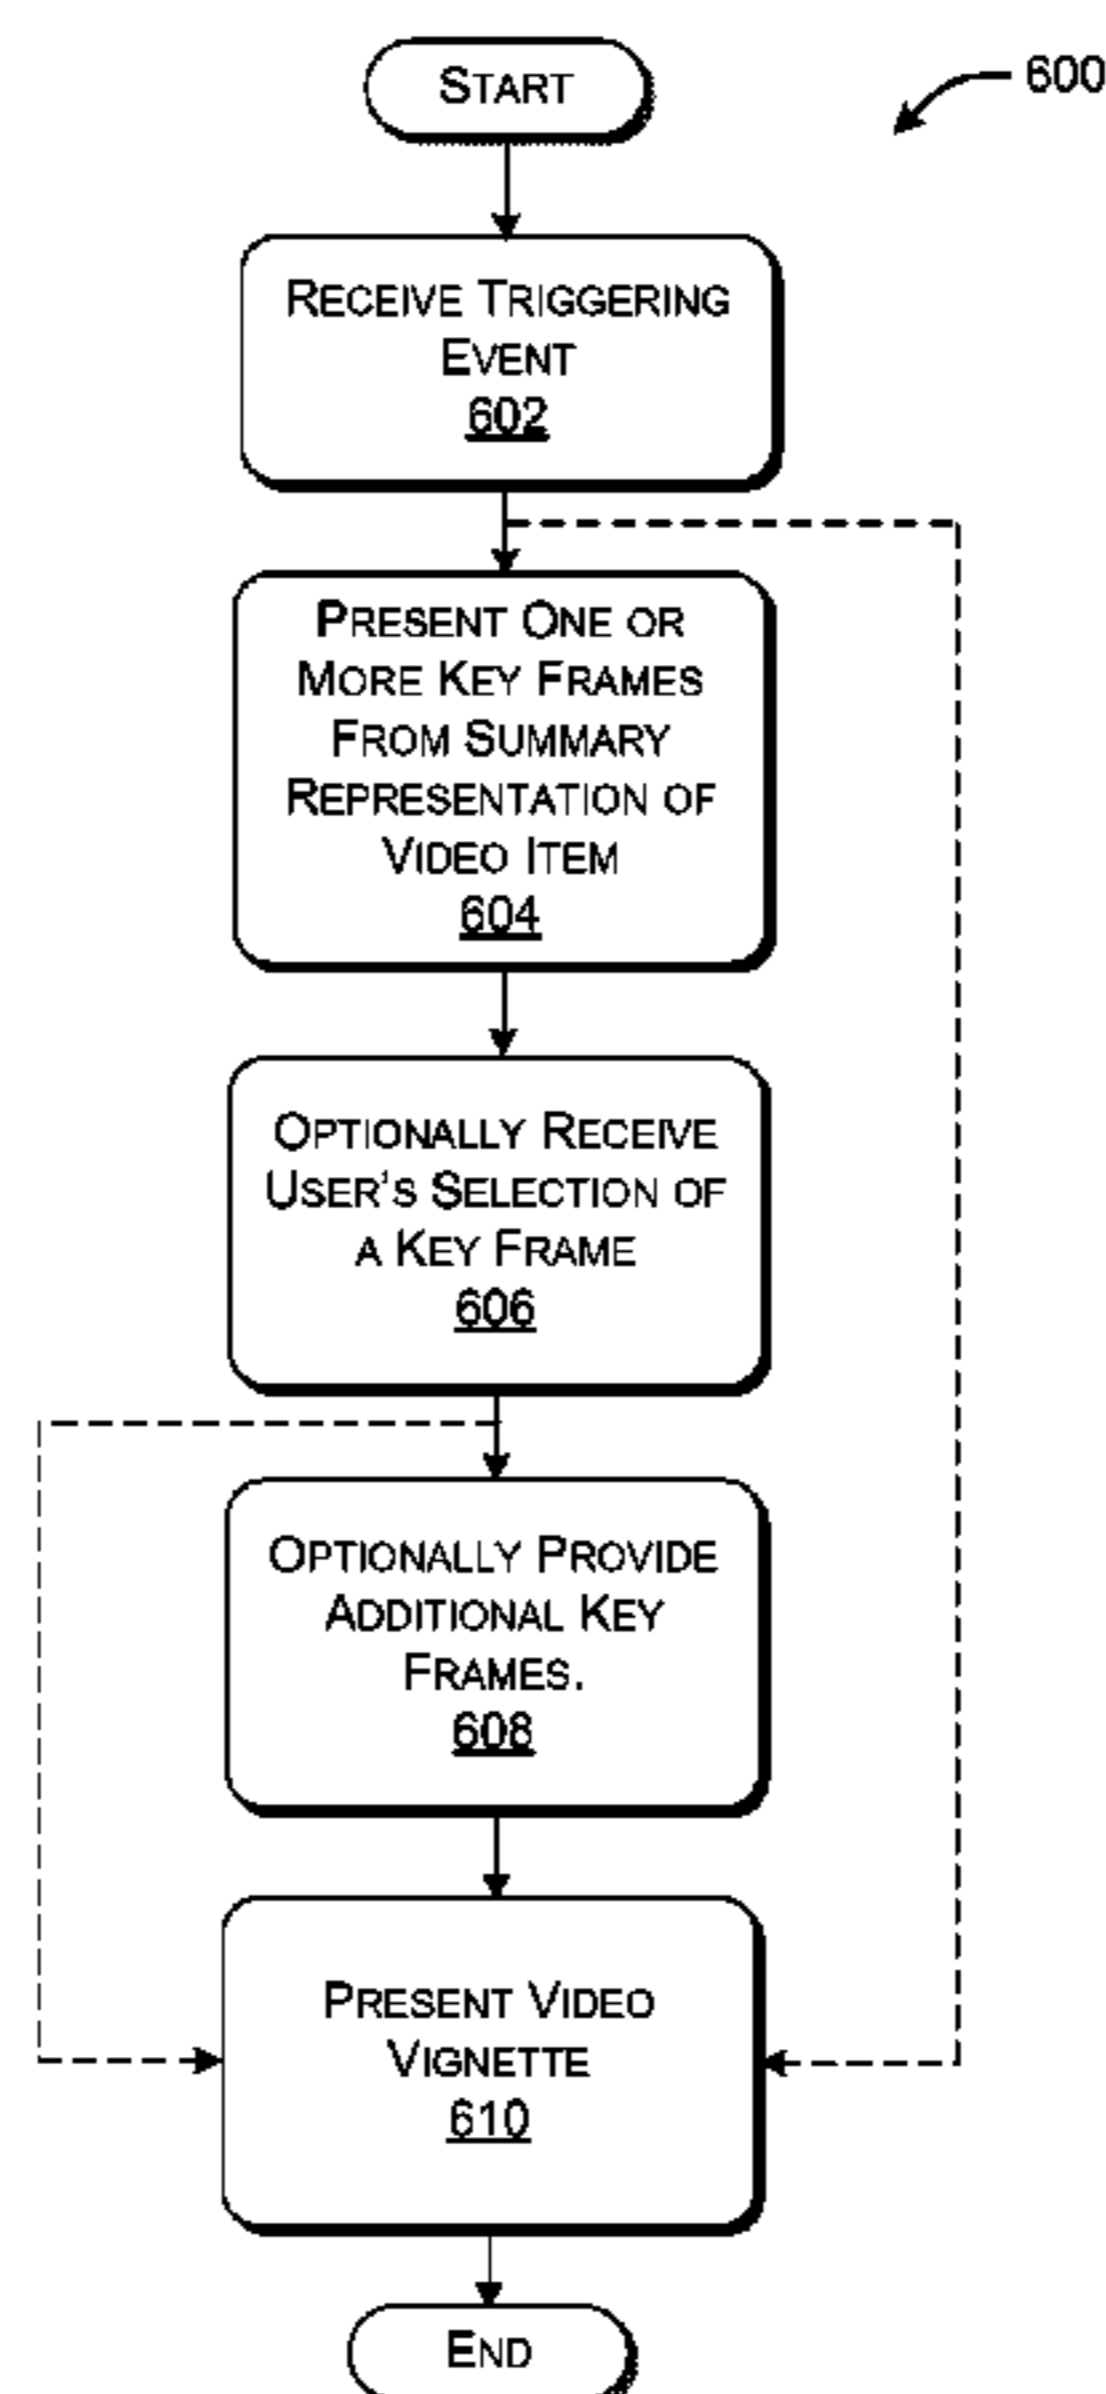 START
600
RECEIVE TRIGGERING
EVENT
602
PRESENT ONE OR
MORE KEY FRAMES
FROM SUMMARY
REPRESENTATION OF
VIDEO ITEM
604
OPTIONALLY RECEIVE
USER'S SELECTION OF
A KEY FRAME
606
OPTIONALLY PROVIDE
ADDITIONAL KEY
FRAMES.
608
PRESENT VIDEO
VIGNETTE
610
END